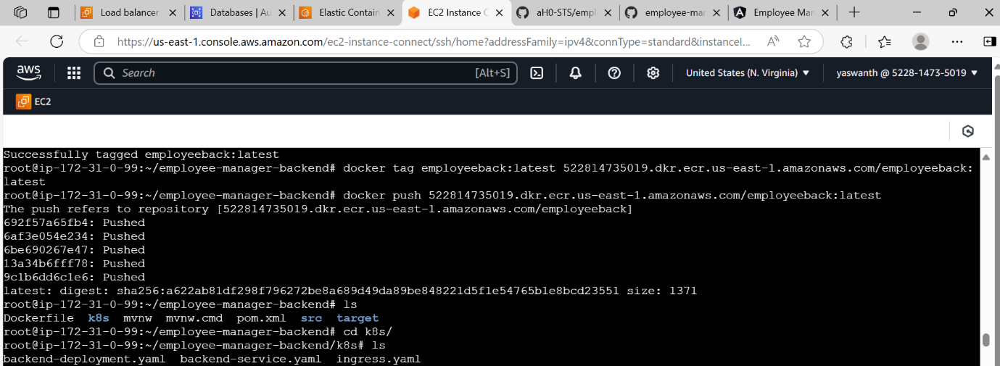 Load balancer
Databases | Au
Elastic Contain
EC2 Instance C
aH0-STS/empl
employee-mar
Employee Man
https://us-east-1.console.aws.amazon.com/ec2-instance-connect/ssh/home?addressFamily=ipv4&connType=standard&instanceI...
aws
Search
[Alt+S]
United States (N. Virginia)
yaswanth @ 5228-1473-5019
EC2
Successfully tagged employeeback:latest
root@ip-172-31-0-99:~/employee-manager-backend# docker tag employeeback:latest 522814735019.dkr.ecr.us-east-1.amazonaws.com/employeeback:
latest
root@ip-172-31-0-99:~/employee-manager-backend# docker push 522814735019.dkr.ecr.us-east-1.amazonaws.com/employeeback:latest
The push refers to repository [522814735019.dkr.ecr.us-east-1.amazonaws.com/employeeback]
692f57a65fb4: Pushed
6af3e054e234: Pushed
6be690267e47: Pushed
13a34b6fff78: Pushed
9c1b6dd6c1e6: Pushed
latest: digest: sha256:a622ab81df298f796272be8a689d49da89be848221d5f1e54765b1e8bcd23551 size: 1371
root@ip-172-31-0-99:~/employee-manager-backend# ls
Dockerfile k8s mvnw mvnw.cmd pom.xml src target
root@ip-172-31-0-99:~/employee-manager-backend# cd k8s/
root@ip-172-31-0-99:~/employee-manager-backend/k8s# ls
backend-deployment.yaml backend-service.yaml ingress.yaml